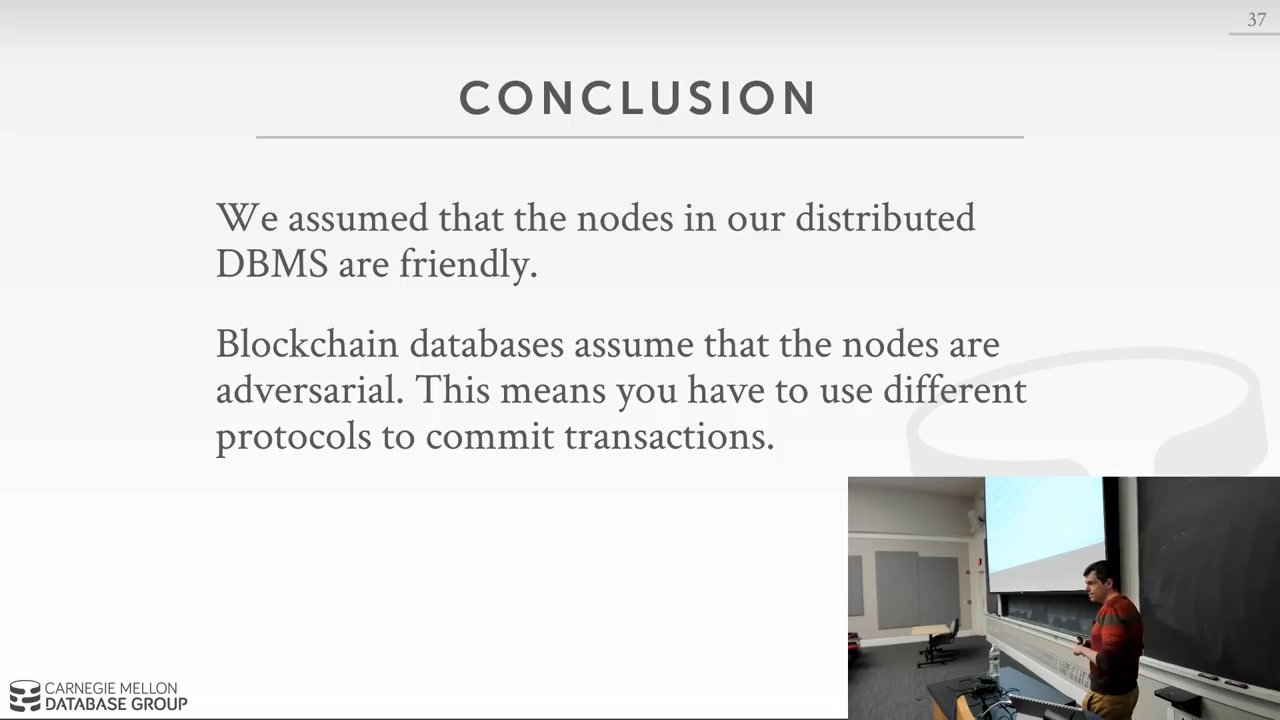 37
CONCLUSION
We assumed that the nodes in our distributed
DBMS are friendly.
Blockchain databases assume that the nodes are
adversarial. This means you have to use different
protocols to commit transactions.
CARNEGIE MELLON
DATABASE GROUP